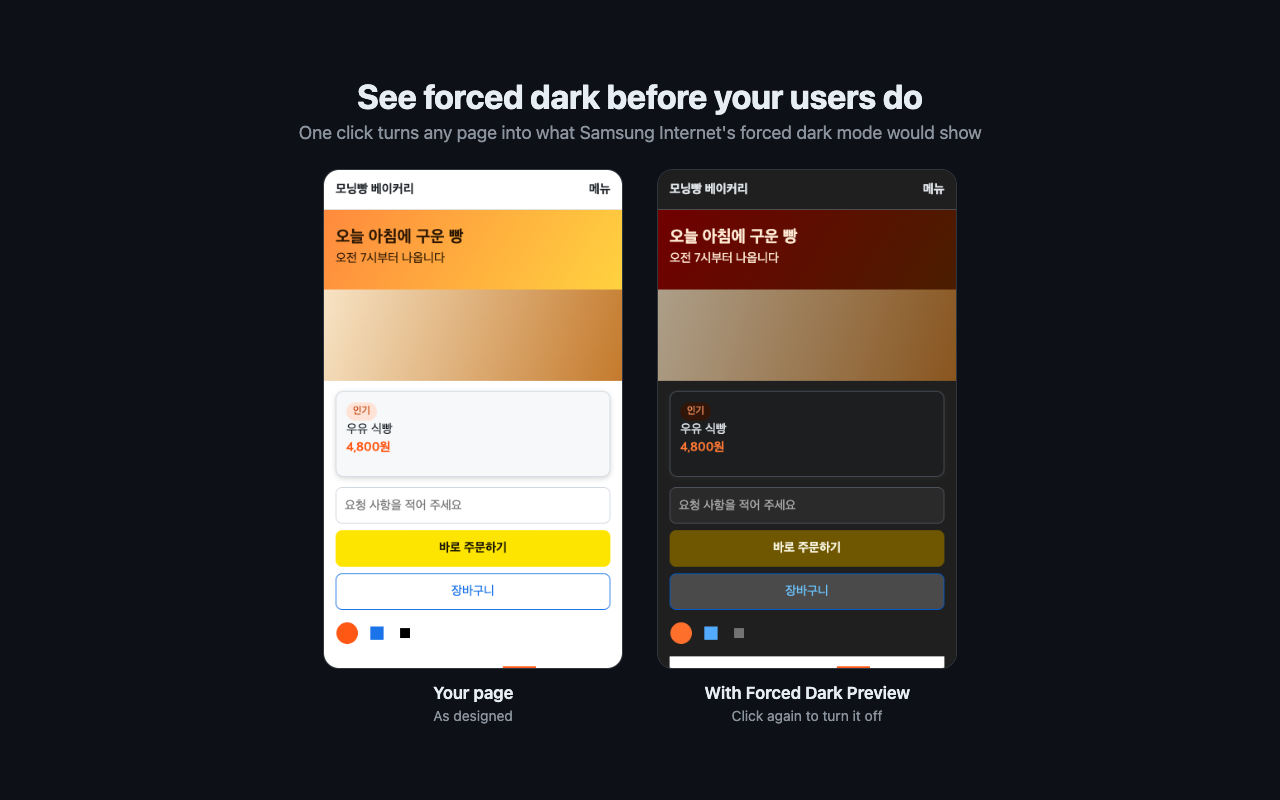 See forced dark before your users do
One click turns any page into what Samsung Internet's forced dark mode would show
모닝빵 베이커리 메뉴
오늘 아침에 구운 빵
오전 7시부터 나옵니다
인기
우유 식빵
4,800원
요청 사항을 적어 주세요
바로 주문하기
장바구니
Your page
As designed
모닝빵 베이커리 메뉴
오늘 아침에 구운 빵
오전 7시부터 나옵니다
인기
우유 식빵
4,800원
요청 사항을 적어 주세요
바로 주문하기
장바구니
With Forced Dark Preview
Click again to turn it off